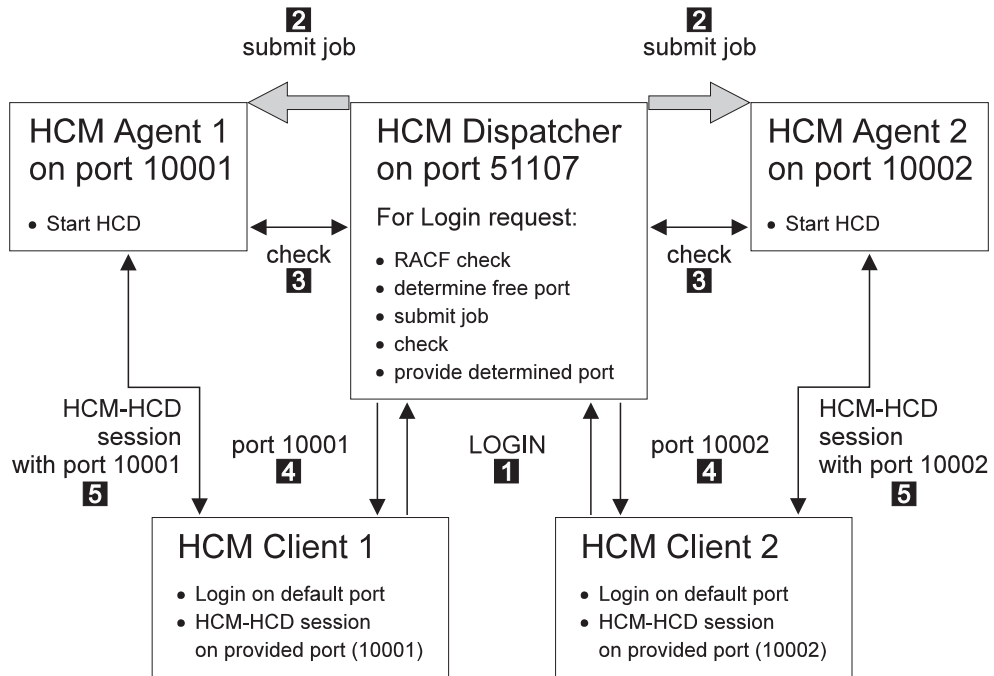 2
submit job
2
submit job
HCM Agent 1
on port 10001
• Start HCD
HCM Dispatcher
on port 51107
For Login request:
• RACF check
• determine free port
• submit job
• check
• provide determined port
HCM Agent 2
on port 10002
• Start HCD
check
3
check
3
HCM-HCD
session
with port 10001
5
port 10001
4
LOGIN
1
port 10002
4
HCM-HCD
session
with port 10002
5
HCM Client 1
• Login on default port
• HCM-HCD session
on provided port (10001)
HCM Client 2
• Login on default port
• HCM-HCD session
on provided port (10002)